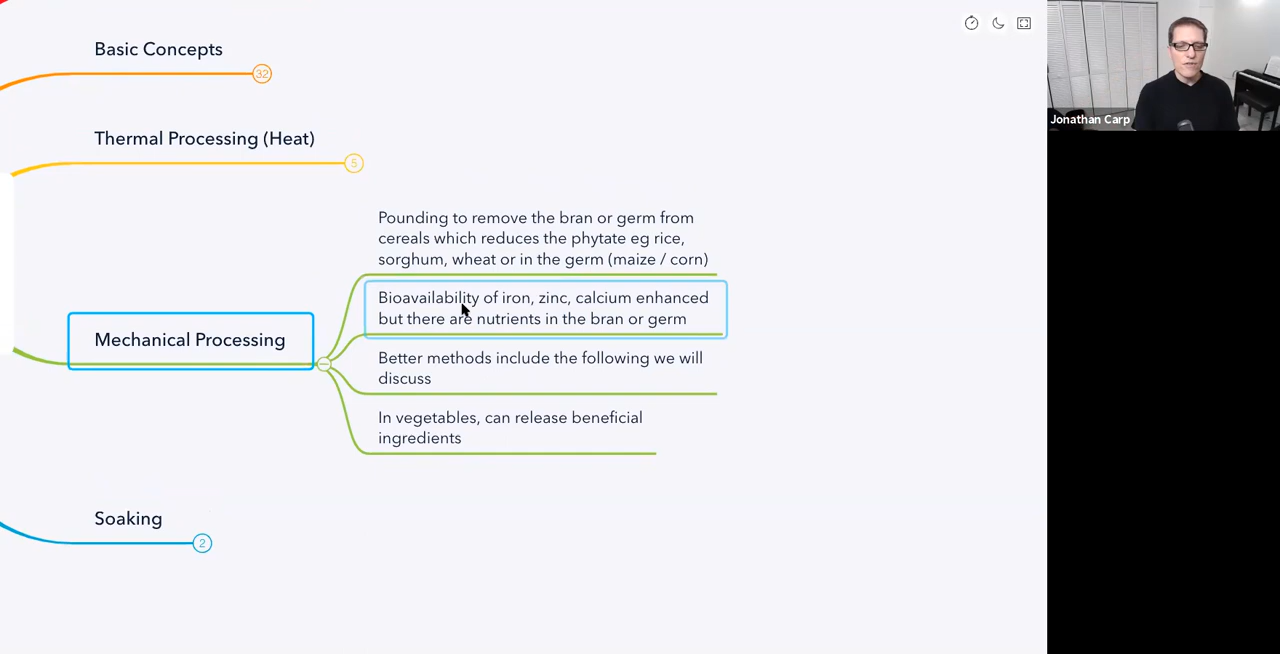 Basic Concepts
32
Thermal Processing (Heat)
5
Pounding to remove the bran or germ from
cereals which reduces the phytate eg rice,
sorghum, wheat or in the germ (maize / corn)
Bioavailability of iron, zinc, calcium enhanced
but there are nutrients in the bran or germ
Mechanical Processing
Better methods include the following we will
discuss
In vegetables, can release beneficial
ingredients
Soaking
2
Jonathan Carp